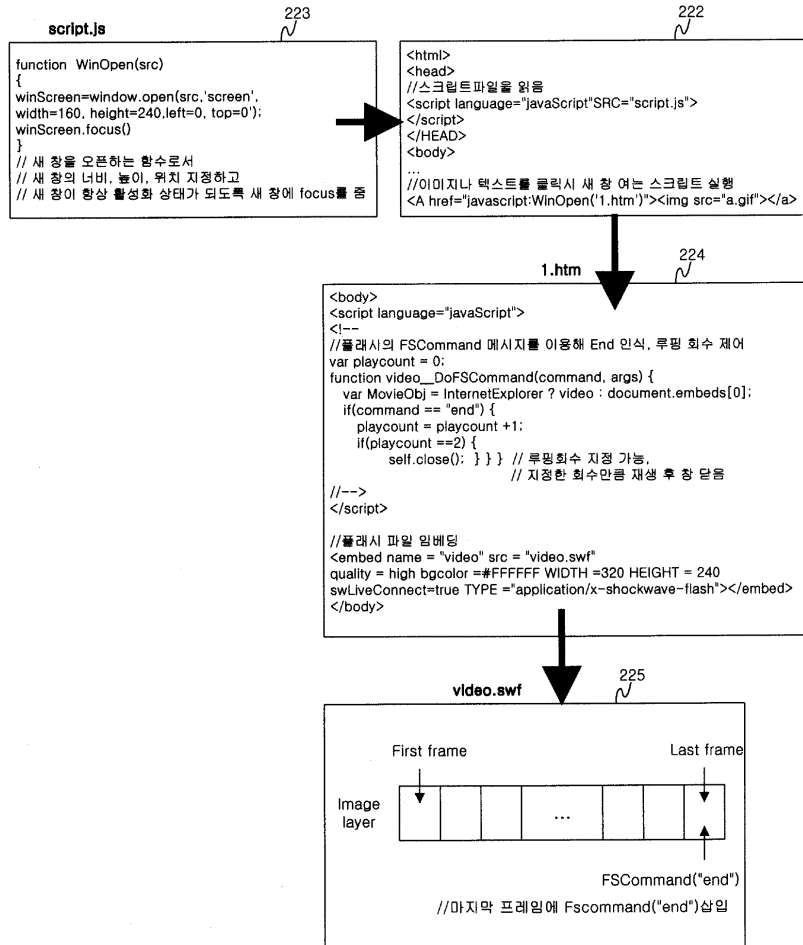 script.js
223
function WinOpen(src)
{
winScreen=window.open(src,'screen',
width=160, height=240,left=0, top=0');
winScreen.focus()
}
// 새 창을 오픈하는 함수로서
// 새 창의 너비, 높이, 위치 지정하고
// 새 창이 항상 활성화 상태가 되도록 새 창에 focus를 줌
222
<html>
<head>
//스크립트파일을 읽음
<script language="javaScript"SRC="script.js">
</script>
</HEAD>
<body>
...
//이미지나 텍스트를 클릭시 새 창 여는 스크립트 실행
<A href="javascript:WinOpen('1.htm')"><img src="a.gif"></a>
1.htm
224
<body>
<script language="javaScript">
<!--
//플래시의 FSCommand 메시지를 이용해 End 인식, 루핑 회수 제어
var playcount = 0;
function video__DoFSCommand(command, args) {
var MovieObj = InternetExplorer ? video : document.embeds[0];
if(command == "end") {
playcount = playcount +1;
if(playcount ==2) {
self.close(); } } } // 루핑회수 지정 가능,
// 지정한 회수만큼 재생 후 창 닫음
//-->
</script>
//플래시 파일 임베딩
<embed name = "video" src = "video.swf"
quality = high bgcolor =#FFFFFF WIDTH =320 HEIGHT = 240
swLiveConnect=true TYPE ="application/x-shockwave-flash"></embed>
</body>
video.swf
225
First frame
Last frame
Image
layer
...
FSCommand("end")
//마지막 프레임에 Fscommand("end")삽입